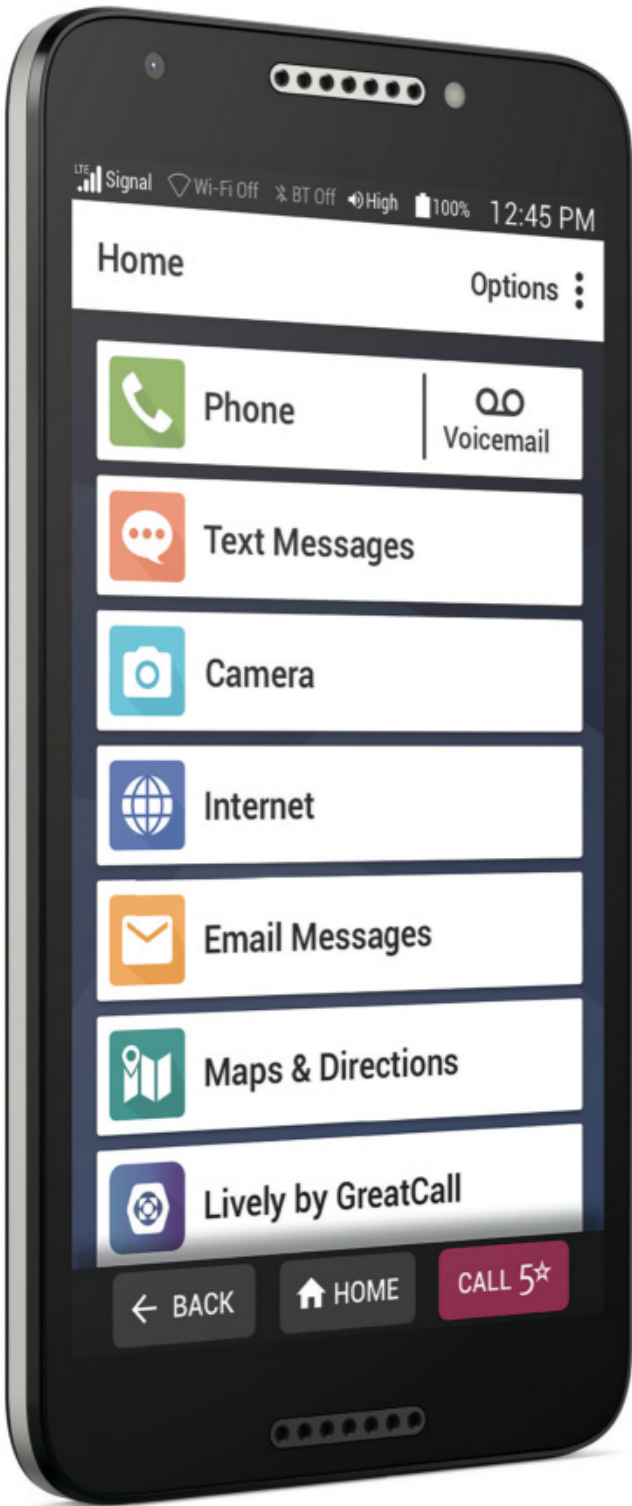 LTE Signal Wi-Fi Off BT Off High 100% 12:45 PM
Home Options
Phone
Voicemail
Text Messages
Camera
Internet
Email Messages
Maps & Directions
Lively by GreatCall
BACK HOME CALL 5☆